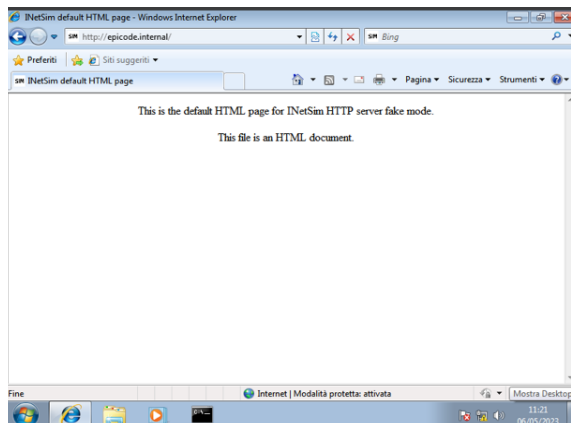 INetSim default HTML page - Windows Internet Explorer
http://epicode.internal/
Bing
Preferiti
Siti suggeriti
INetSim default HTML page
Pagina
Sicurezza
Strumenti
This is the default HTML page for INetSim HTTP server fake mode.
This file is an HTML document.
Fine
Internet | Modalità protetta: attivata
Mostra Desktop
11:21
06/05/2023